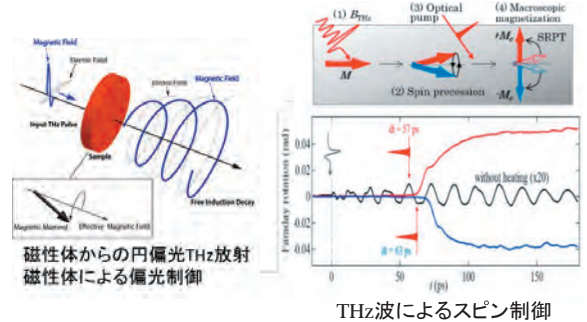 Magnetic Field
Electric Field
Electric Field
Magnetic Field
Input THz Pulse
Sample
Free Induction Decay
Magnetic Moment
Effective Magnetic Field
磁性体からの円偏光THz放射
磁性体による偏光制御
(1) B_THz
(3) Optical pump
(4) Macroscopic magnetization
M
(2) Spin precession
+M_c
SRPT
-M_c
Faraday rotation (rad)
0.04
0.02
0
0.02
0.04
dt = 57 ps
without heating (x20)
dt = 63 ps
0
50
100
150
t (ps)
THz波によるスピン制御